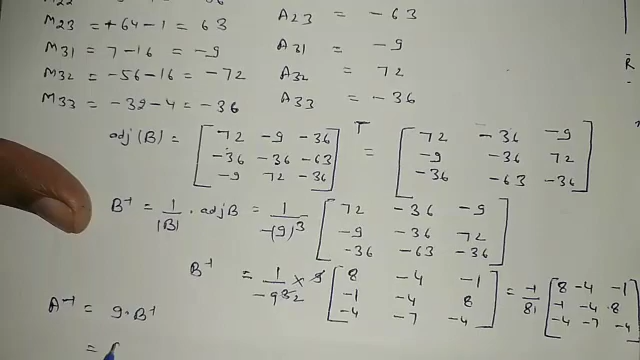 M23 = +64 - 1 = 63 A23 = -63
M31 = 7 - 16 = -9 A31 = -9
M32 = -56 - 16 = -72 A32 = 72
M33 = -32 - 4 = -36 A33 = -36
adj(B) = [72 -9 -36] T = [72 -36 -9]
[-36 -36 -63] [-9 -36 72]
[-9 72 -36] [-36 -63 -36]
B⁻¹ = 1/|B| · adjB = 1/-(9)³ [72 -36 -9]
[-9 -36 72]
[-36 -63 -36]
B⁻¹ = × 9 [8 -4 -1] = -1/81 [8 -4 -1]
[-1 -4 8] [-1 -4 8]
[-4 -7 -4] [-4 -7 -4]
A⁻¹ = 9·B⁻¹
=